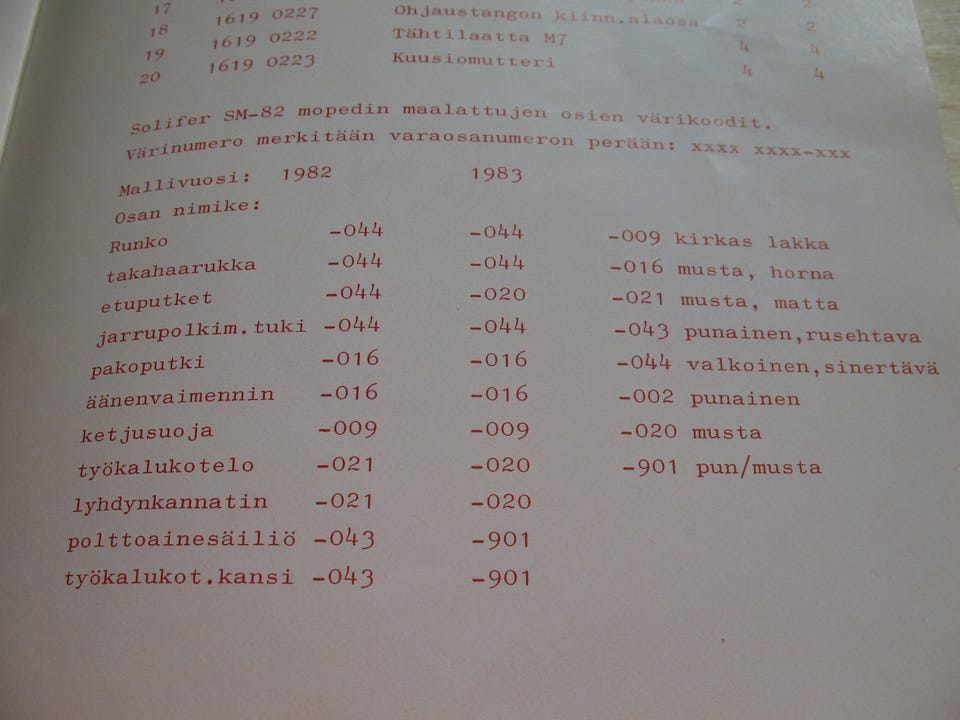 17
18 1619 0227 Ohjaustangon kiinn.alaosa 2 2
19 1619 0222 Tähtilaatta M7 4 4
20 1619 0223 Kuusiomutteri 4 4
Solifer SM-82 mopedin maalattujen osien värikoodit.
Värinumero merkitään varaosanumeron perään: xxxx xxxx-xxx
Mallivuosi: 1982 1983
Osan nimike:
Runko -044 -044 -009 kirkas lakka
takahaarukka -044 -044 -016 musta, horna
etuputket -044 -020 -021 musta, matta
jarrupolkim.tuki -044 -044 -043 punainen,rusehtava
pakoputki -016 -016 -044 valkoinen,sinertävä
äänenvaimennin -016 -016 -002 punainen
ketjusuoja -009 -009 -020 musta
työkalukotelo -021 -020 -901 pun/musta
lyhdynkannatin -021 -020
polttoainesäiliö -043 -901
työkalukot.kansi -043 -901